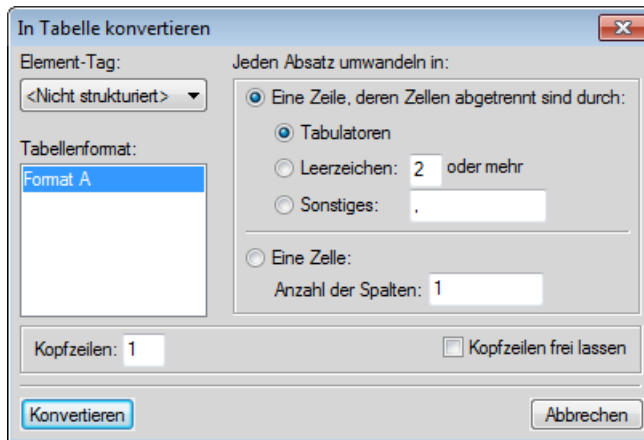 In Tabelle konvertieren
Element-Tag:
<Nicht strukturiert>
Tabellenformat:
Format A
Jeden Absatz umwandeln in:
Eine Zeile, deren Zellen abgetrennt sind durch:
Tabulatoren
Leerzeichen: 2 oder mehr
Sonstiges: ,
Eine Zelle:
Anzahl der Spalten: 1
Kopfzeilen: 1 Kopfzeilen frei lassen
Konvertieren Abbrechen